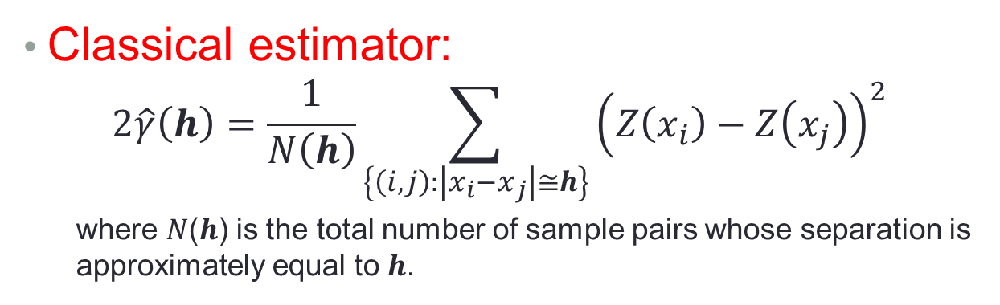 • Classical estimator:
2γ̂(h) = 1/N(h) ∑_{(i,j):|x_i−x_j|≅h} (Z(x_i) − Z(x_j))²
where N(h) is the total number of sample pairs whose separation is
approximately equal to h.